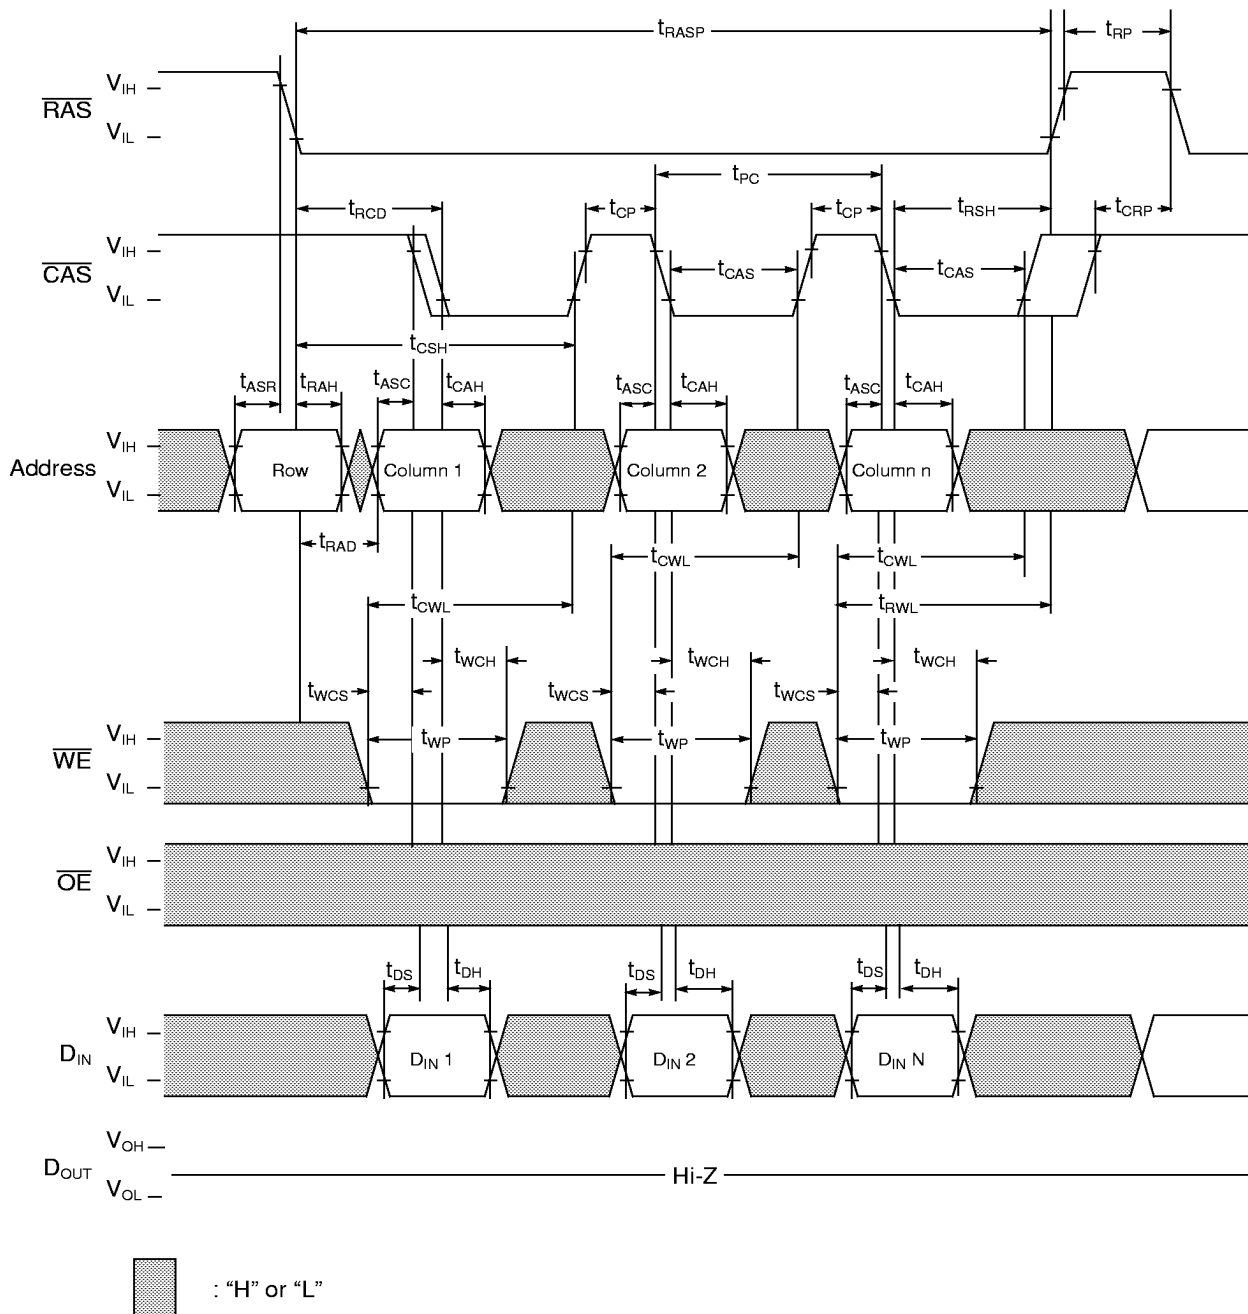 tRASP
tRP
VIH
RAS
VIL
tPC
tRCD
tCP
tCP
tRSH
tCRP
VIH
CAS
tCAS
tCAS
VIL
tCSH
tASR
tRAH
tASC
tCAH
tASC
tCAH
tASC
tCAH
VIH
Address
Row
Column 1
Column 2
Column n
VIL
tRAD
tCWL
tCWL
tCWL
tRWL
tWCH
tWCH
tWCH
tWCS
tWCS
tWCS
VIH
tWP
tWP
tWP
WE
VIL
VIH
OE
VIL
tDS
tDH
tDS
tDH
tDS
tDH
VIH
DIN
DIN 1
DIN 2
DIN N
VIL
VOH
DOUT
Hi-Z
VOL
: “H” or “L”